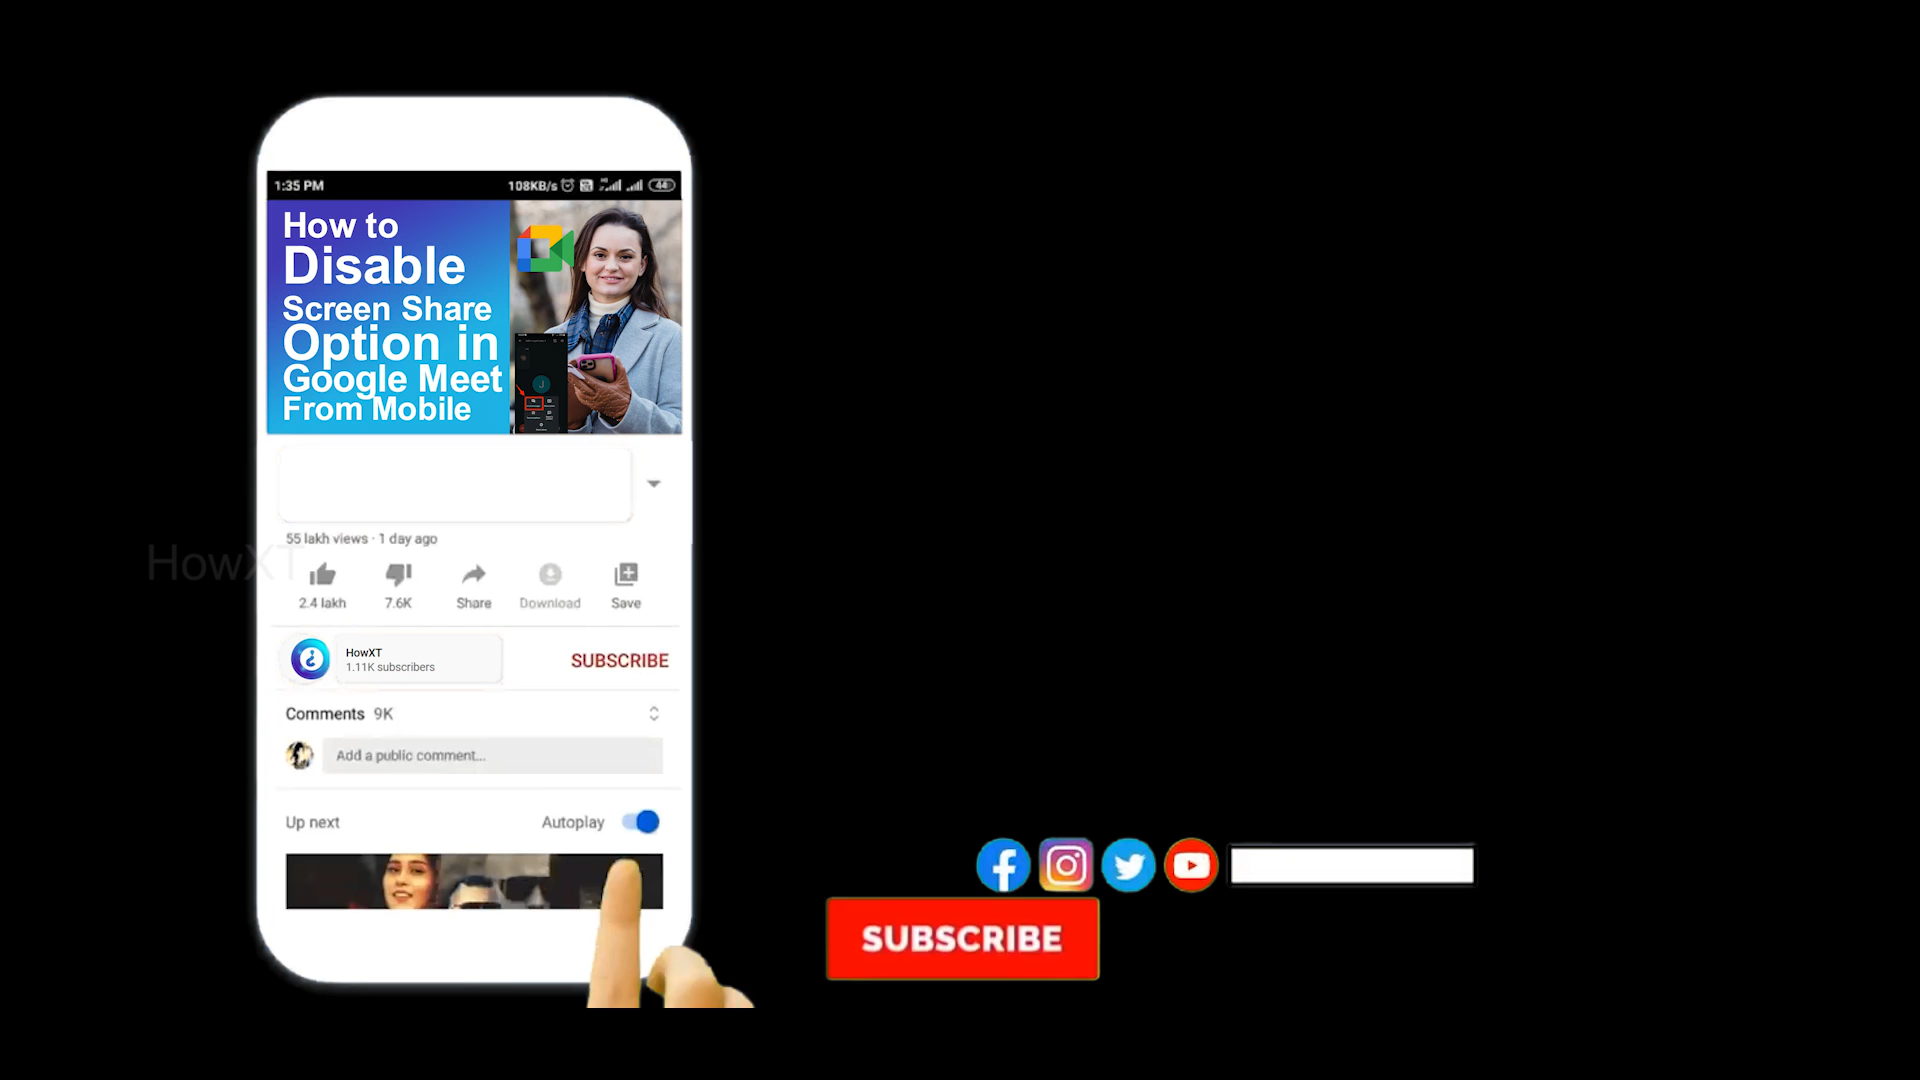 1:35 PM
108KB/s
44
How to
Disable
Screen Share
Option in
Google Meet
From Mobile
J
55 lakh views · 1 day ago
HowXT
2.4 lakh
7.6K
Share
Download
Save
HowXT
1.11K subscribers
SUBSCRIBE
Comments 9K
Add a public comment...
Up next
Autoplay
SUBSCRIBE